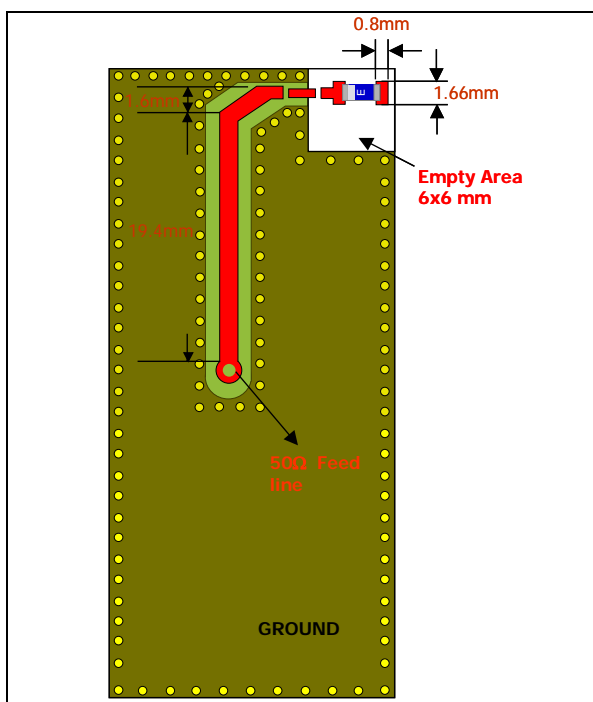 0.8mm
1.6mm
E
1.66mm
Empty Area
6x6 mm
19.4mm
50Ω Feed
line
GROUND